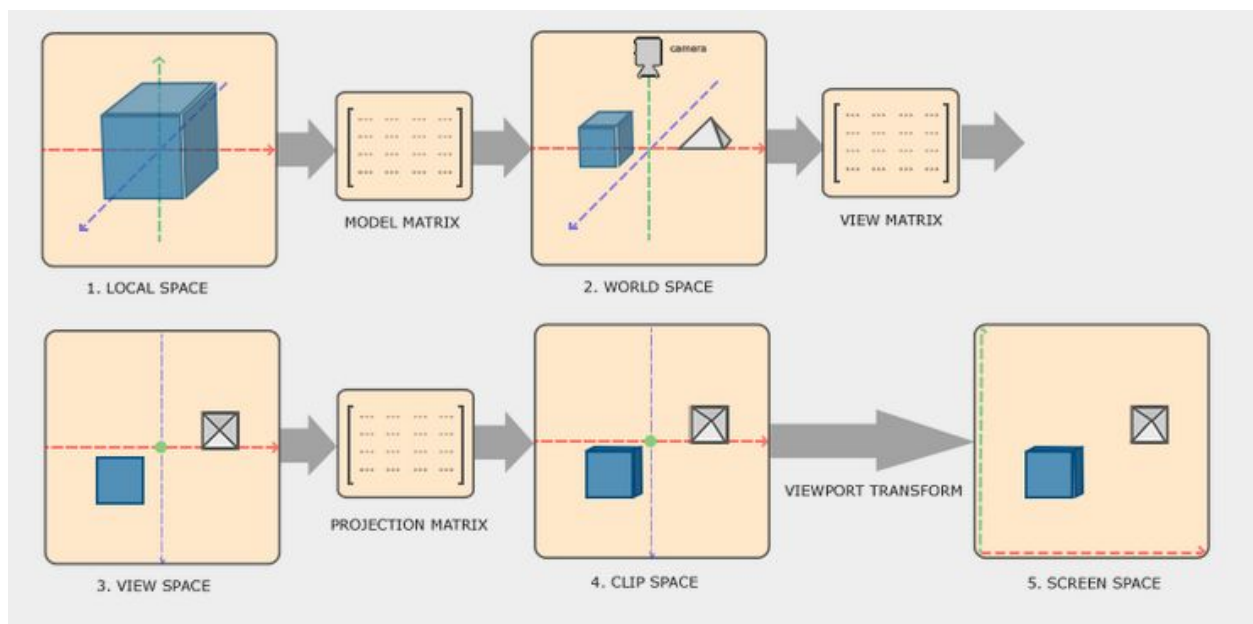 camera
MODEL MATRIX
VIEW MATRIX
1. LOCAL SPACE
2. WORLD SPACE
PROJECTION MATRIX
VIEWPORT TRANSFORM
3. VIEW SPACE
4. CLIP SPACE
5. SCREEN SPACE